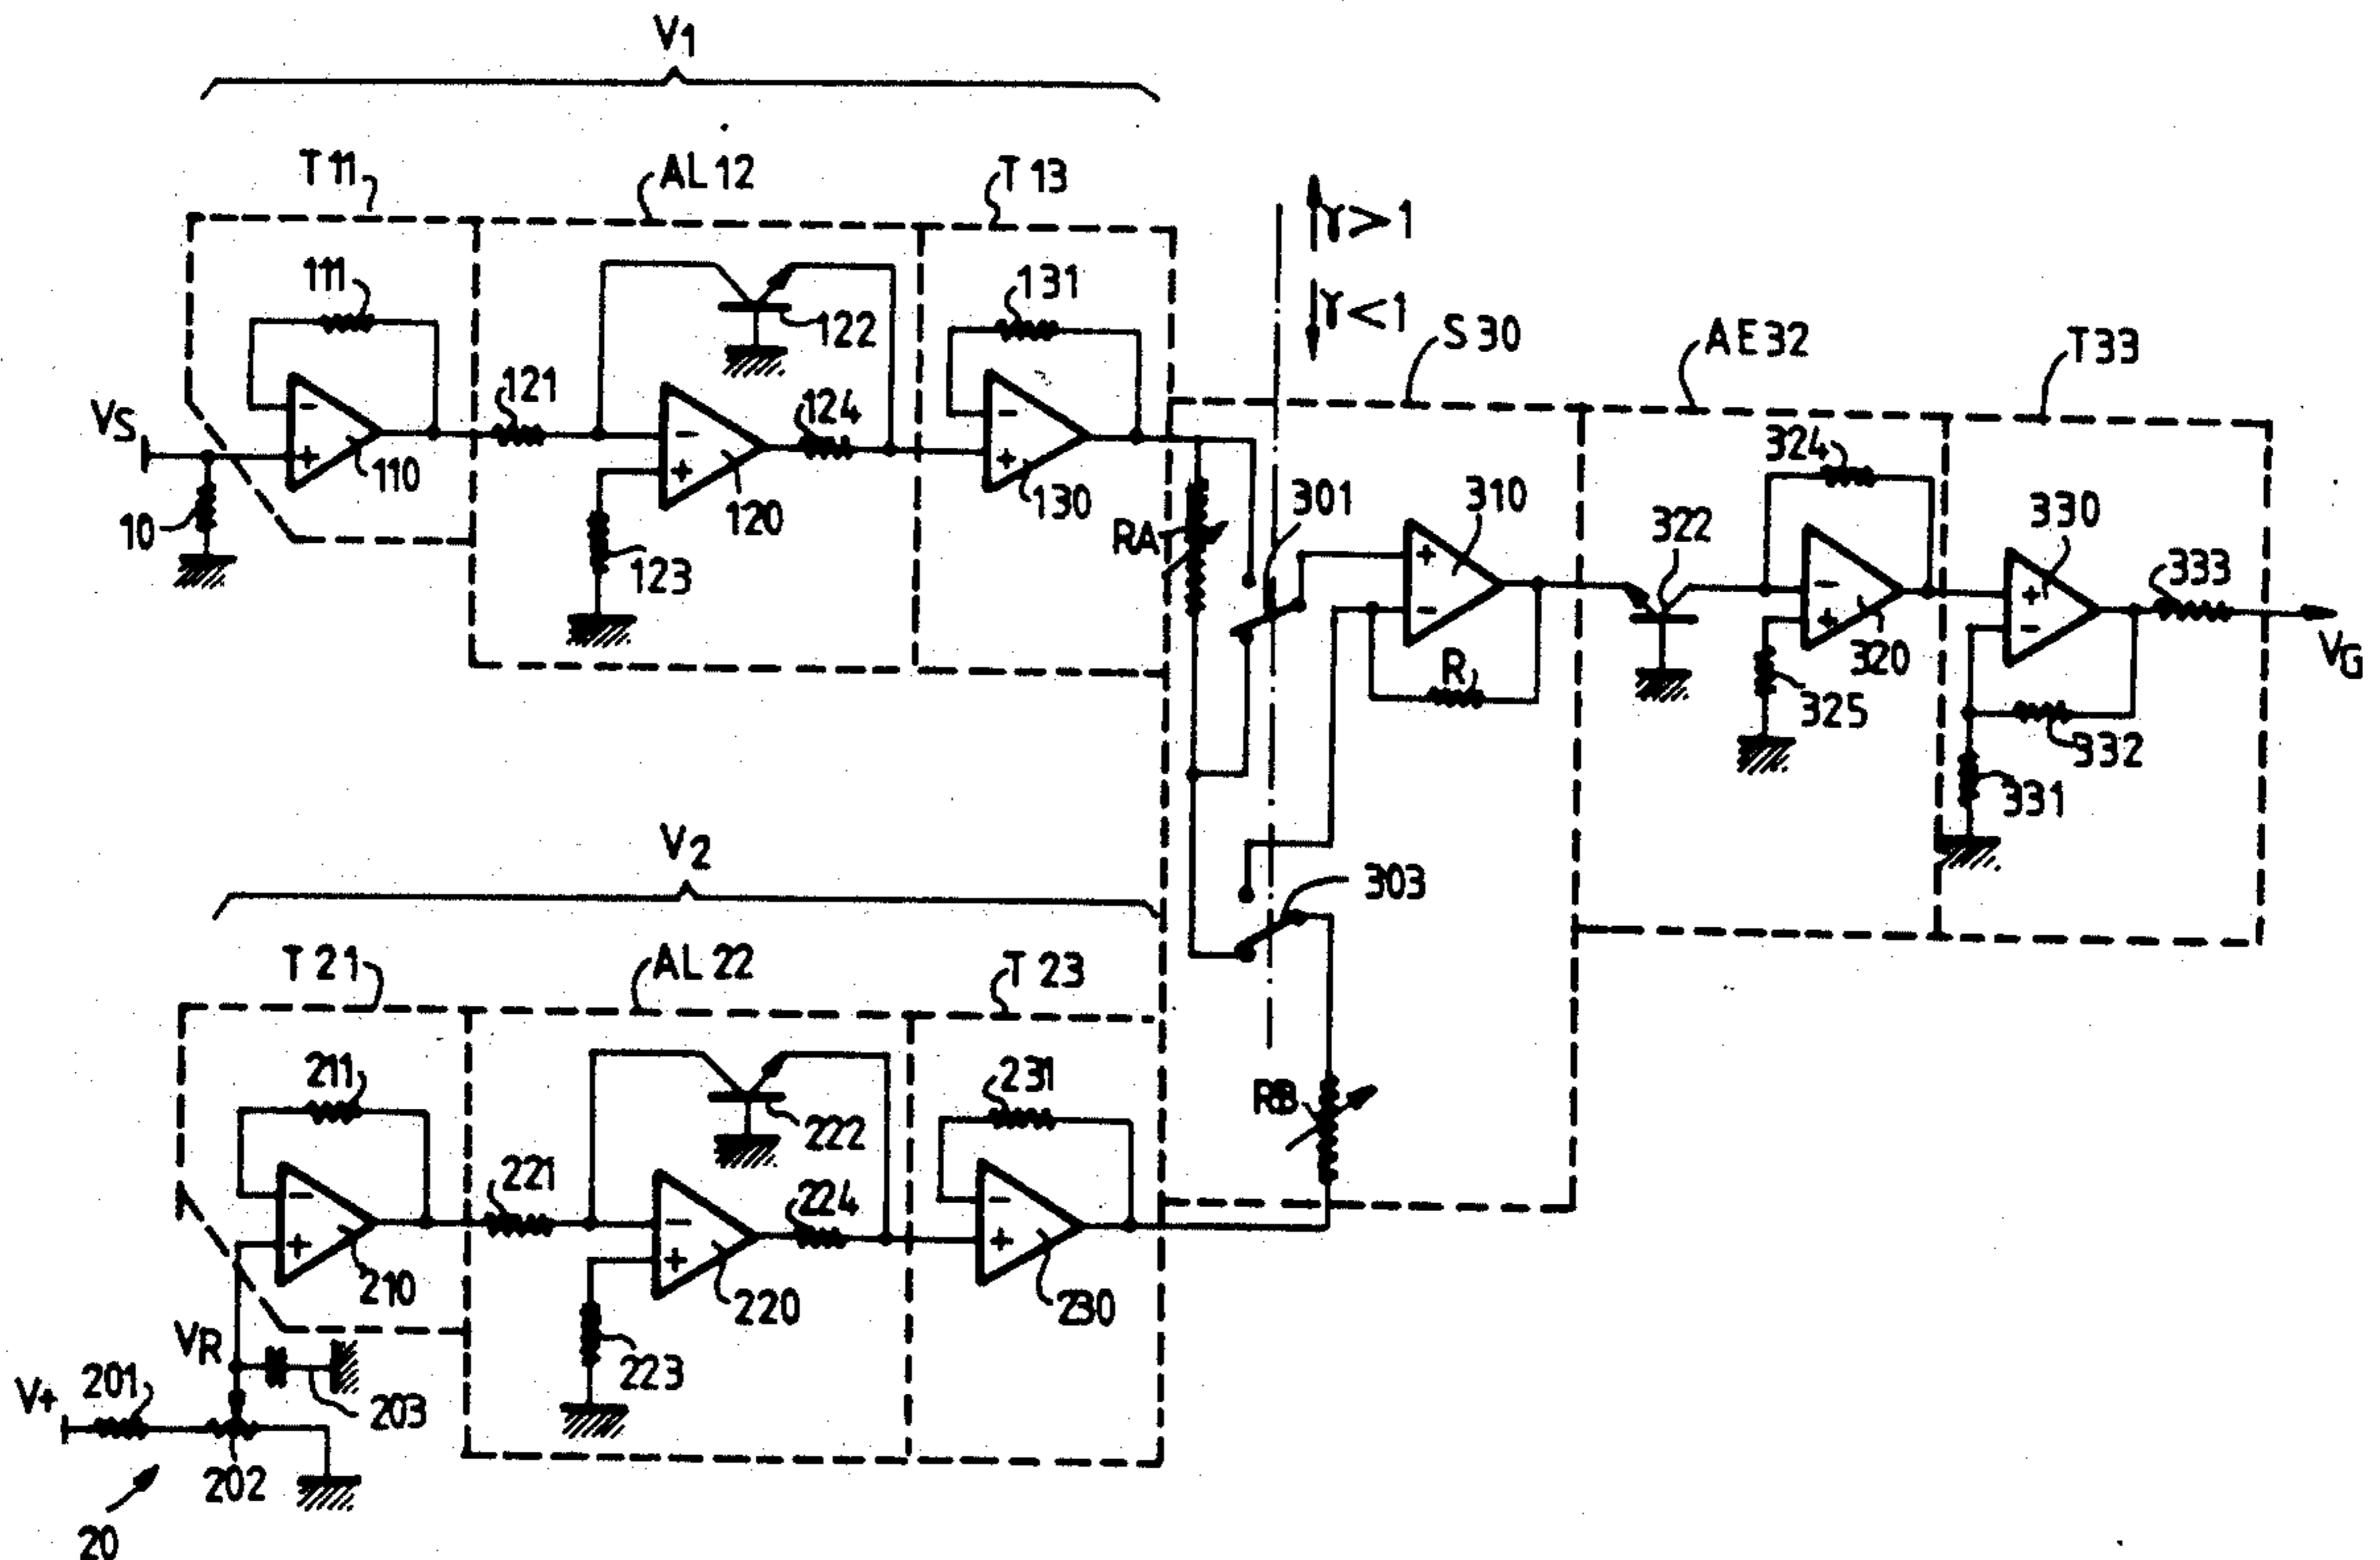 V1
T11
AL12
T13
γ>1
γ<1
111
122
131
S30
AE32
T33
VS
110
121
124
120
130
10
123
RA
301
310
322
324
330
333
R
320
325
332
331
VG
V2
303
T21
AL22
T23
211
222
231
RB
221
224
210
220
230
VR
223
V+
201
203
202
20
-
+
-
+
-
+
+
-
-
+
+
-
-
+
-
+
-
+